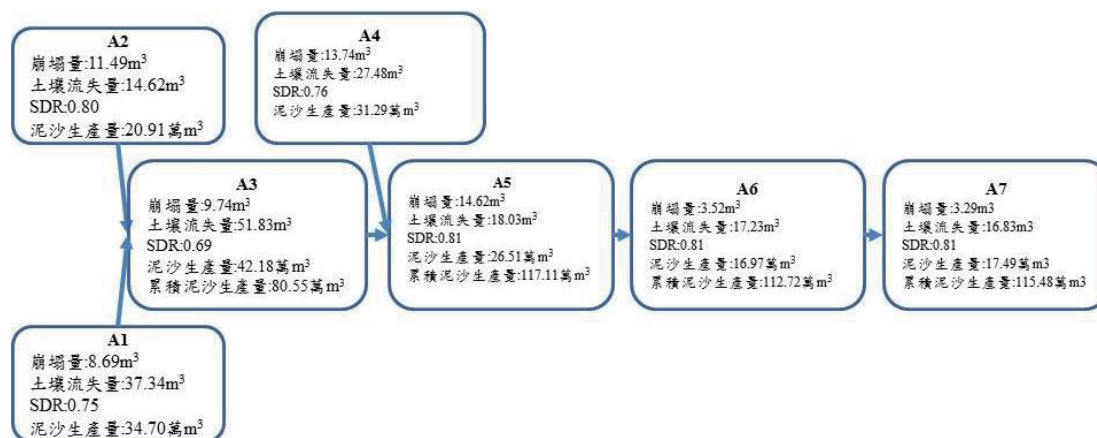 A2
崩塌量:11.49m³
土壤流失量:14.62m³
SDR:0.80
泥沙生產量:20.91萬m³
A4
崩塌量:13.74m³
土壤流失量:27.48m³
SDR:0.76
泥沙生產量:31.29萬m³
A3
崩塌量:9.74m³
土壤流失量:51.83m³
SDR:0.69
泥沙生產量:42.18萬m³
累積泥沙生產量:80.55萬m³
A5
崩塌量:14.62m³
土壤流失量:18.03m³
SDR:0.81
泥沙生產量:26.51萬m³
累積泥沙生產量:117.11萬m³
A6
崩塌量:3.52m³
土壤流失量:17.23m³
SDR:0.81
泥沙生產量:16.97萬m³
累積泥沙生產量:112.72萬m³
A7
崩塌量:3.29m3
土壤流失量:16.83m3
SDR:0.81
泥沙生產量:17.49萬m3
累積泥沙生產量:115.48萬m3
A1
崩塌量:8.69m³
土壤流失量:37.34m³
SDR:0.75
泥沙生產量:34.70萬m³